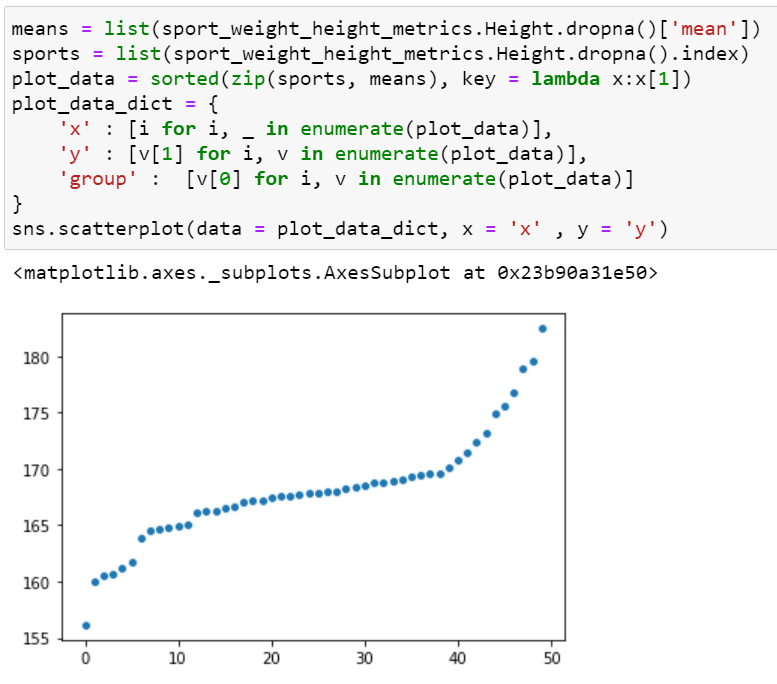 means = list(sport_weight_height_metrics.Height.dropna()['mean'])
sports = list(sport_weight_height_metrics.Height.dropna().index)
plot_data = sorted(zip(sports, means), key = lambda x:x[1])
plot_data_dict = {
    'x' : [i for i, _ in enumerate(plot_data)],
    'y' : [v[1] for i, v in enumerate(plot_data)],
    'group' :  [v[0] for i, v in enumerate(plot_data)]
}
sns.scatterplot(data = plot_data_dict, x = 'x' , y = 'y')
<matplotlib.axes._subplots.AxesSubplot at 0x23b90a31e50>
180
175
170
165
160
155
0 10 20 30 40 50